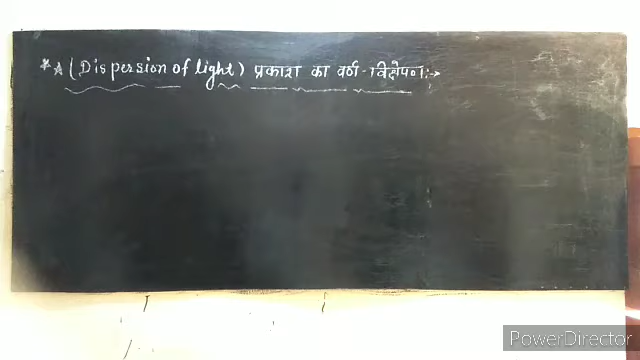 **(Dispersion of light) प्रकाश का वर्ण-विक्षेपण:→
PowerDirector